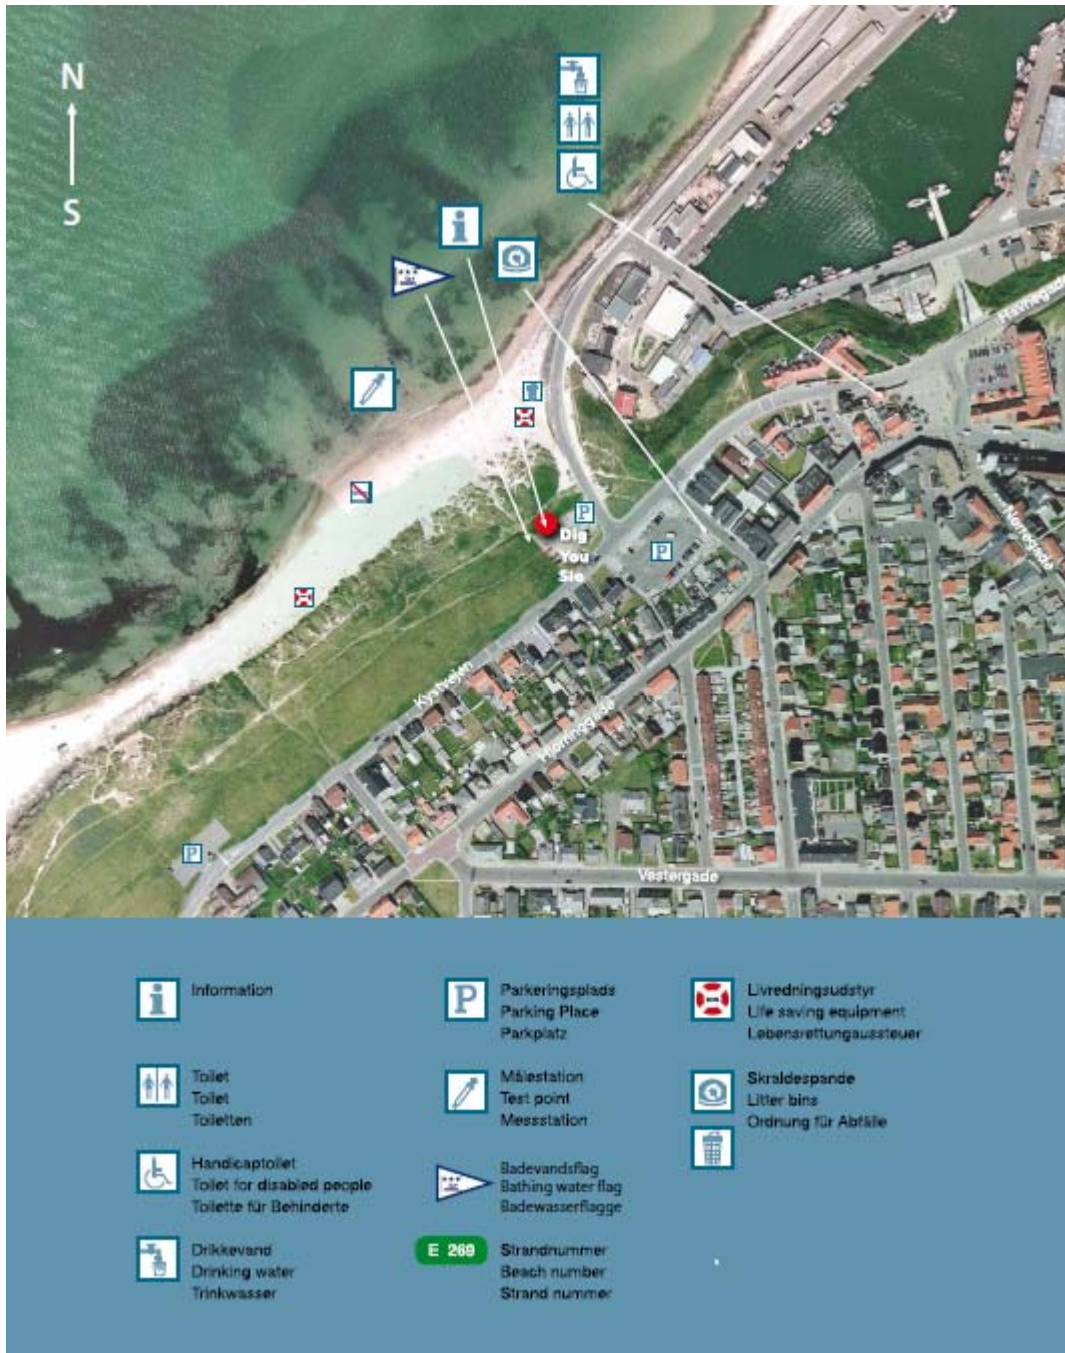 N
S
Dig
You
Sie
P
P
P
Havnegade
Nørregade
Kystvejen
Hjørringgade
Vestergade
Information
Toilet
Toilet
Toiletten
Handicaptoilet
Toilet for disabled people
Toilette für Behinderte
Drikkevand
Drinking water
Trinkwasser
P
Parkeringsplads
Parking Place
Parkplatz
Målestation
Test point
Messstation
Badevandsflag
Bathing water flag
Badewasserflagge
E 269
Strandnummer
Beach number
Strand nummer
Livredningsudstyr
Life saving equipment
Lebensrettungaussteuer
Skraldespande
Litter bins
Ordnung für Abfälle